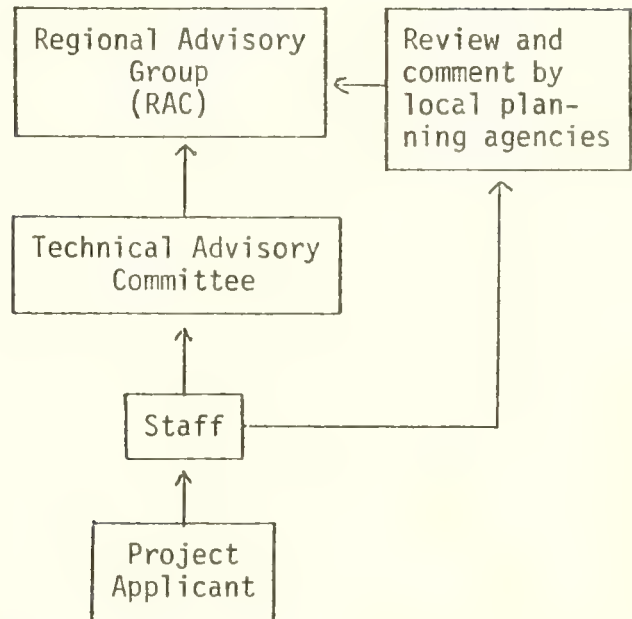 Regional Advisory
Group
(RAC)
Review and
comment by
local plan-
ning agencies
Technical Advisory
Committee
Staff
Project
Applicant